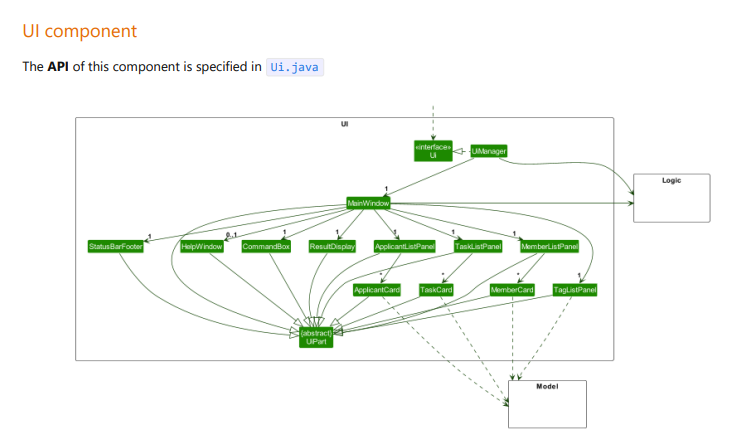 UI component
The API of this component is specified in Ui.java
UI
«interface»
Ui
UiManager
Logic
1
MainWindow
1
0..1
1
1
1
1
1
StatusBarFooter
HelpWindow
CommandBox
ResultDisplay
ApplicantListPanel
TaskListPanel
MemberListPanel
*
*
*
1
ApplicantCard
TaskCard
MemberCard
TagListPanel
{abstract}
UiPart
Model